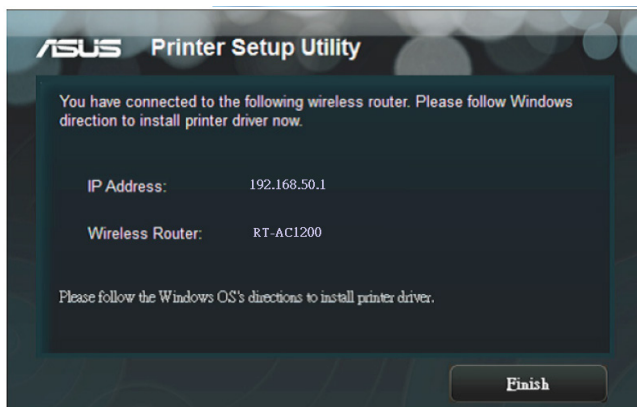 ASUS Printer Setup Utility
You have connected to the following wireless router. Please follow Windows
direction to install printer driver now.
IP Address: 192.168.50.1
Wireless Router: RT-AC1200
Please follow the Windows OS's directions to install printer driver.
Finish